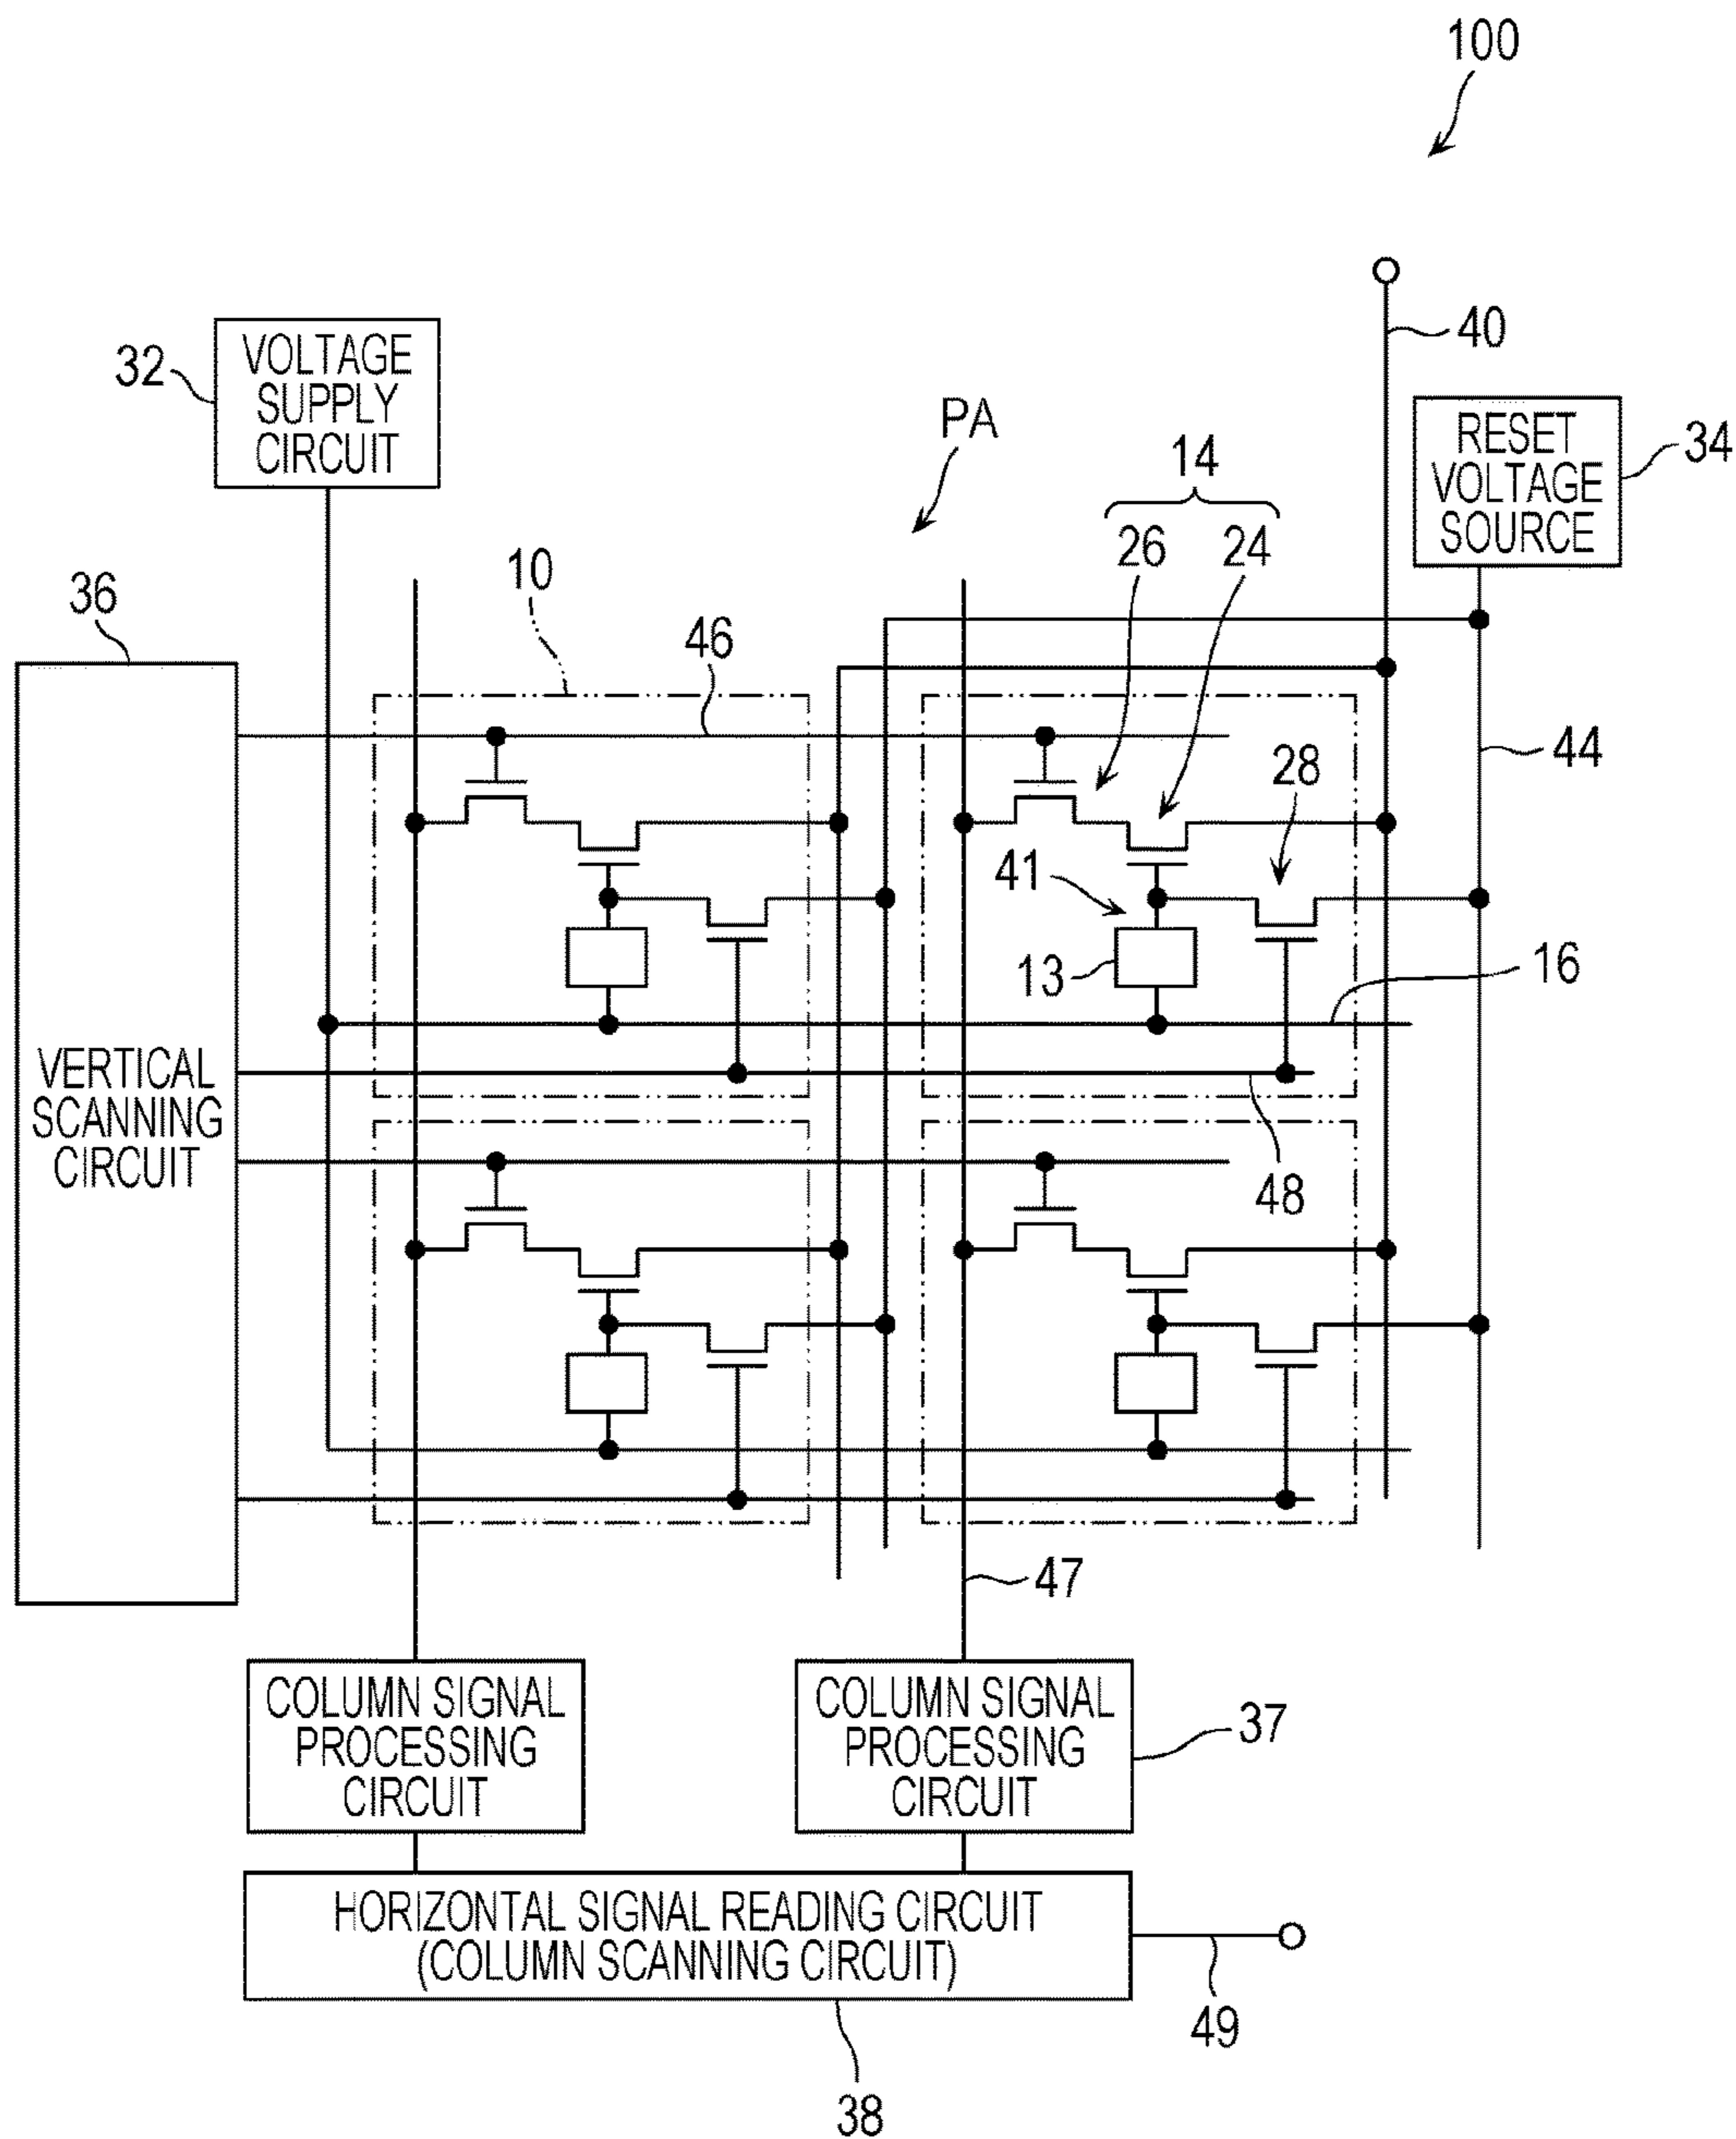 100
40
32
VOLTAGE
SUPPLY
CIRCUIT
PA
14
26 24
RESET
VOLTAGE
SOURCE
34
10
36
46
44
28
41
13
16
VERTICAL
SCANNING
CIRCUIT
48
47
COLUMN SIGNAL
PROCESSING
CIRCUIT
COLUMN SIGNAL
PROCESSING
CIRCUIT
37
HORIZONTAL SIGNAL READING CIRCUIT
(COLUMN SCANNING CIRCUIT)
49
38